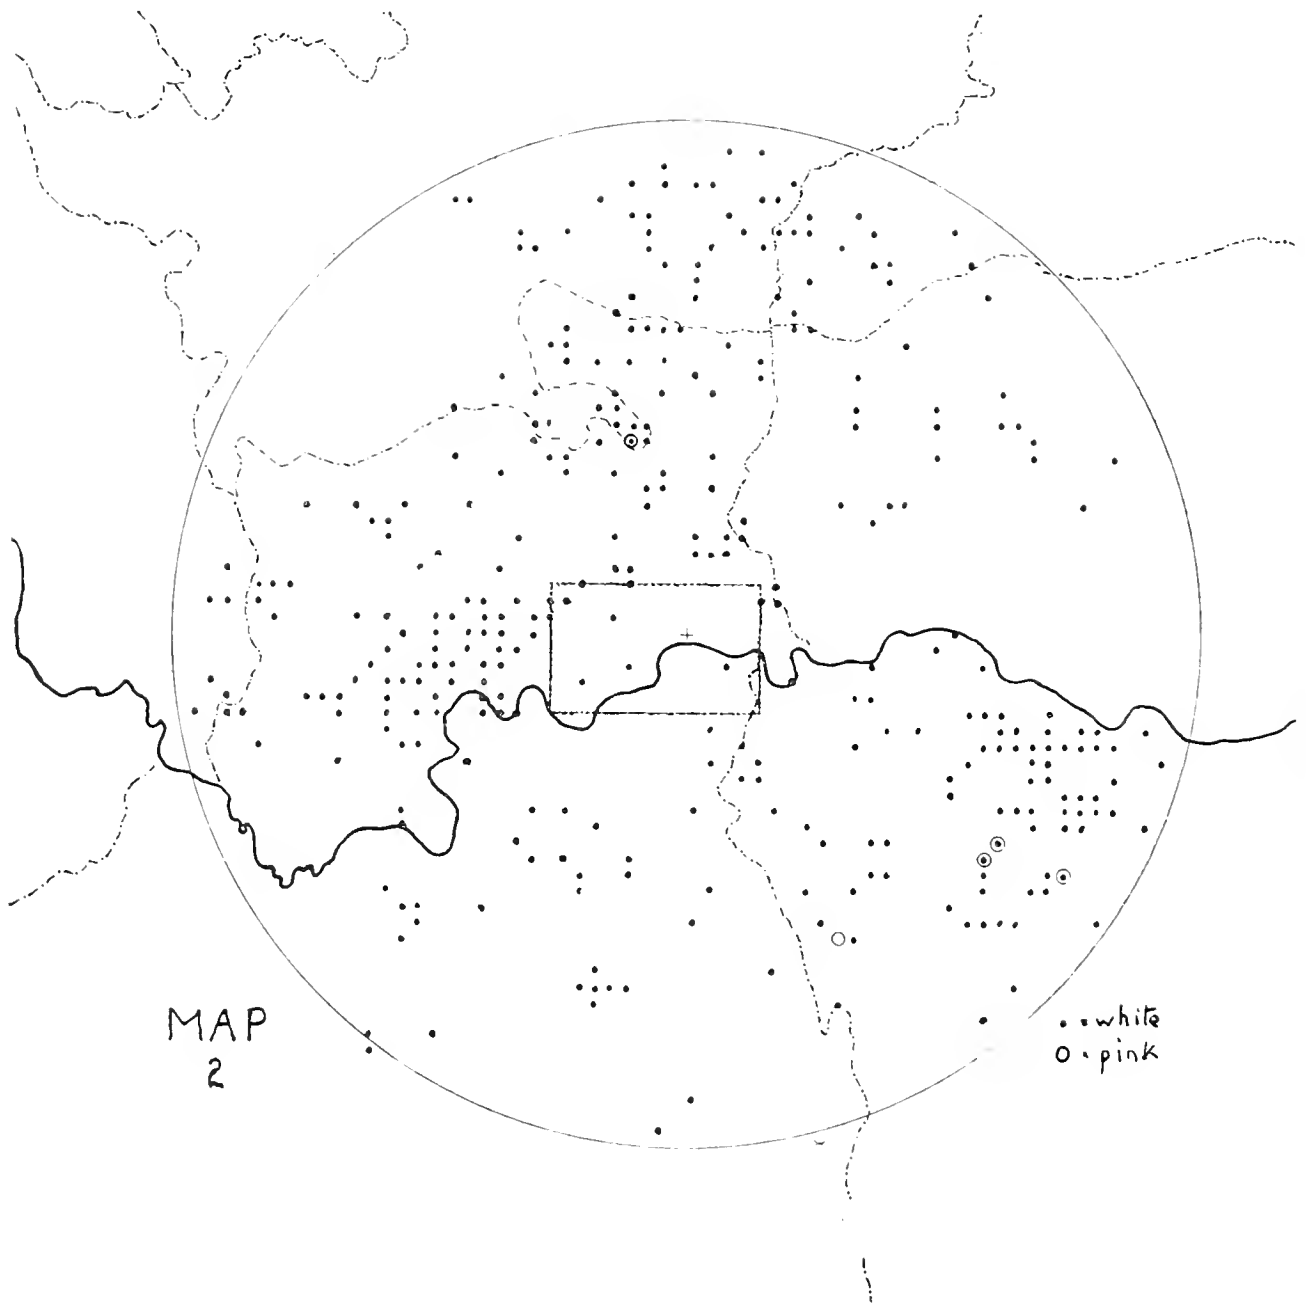 MAP
2
. = white
O = pink